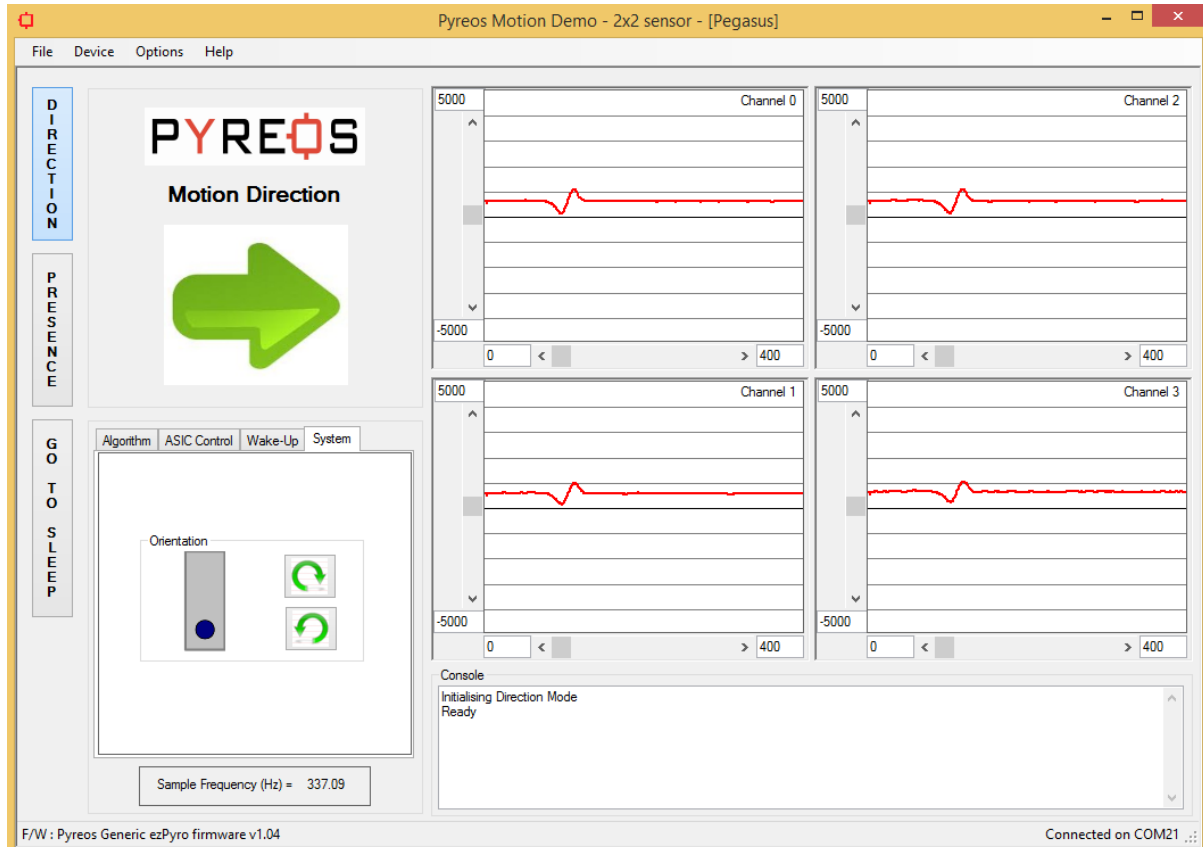 Pyreos Motion Demo - 2x2 sensor - [Pegasus]
File Device Options Help
DIRECTION
PRESENCE
GO TO SLEEP
PYREOS
Motion Direction
Algorithm ASIC Control Wake-Up System
Orientation
Sample Frequency (Hz) = 337.09
5000
Channel 0
-5000
0 400
5000
Channel 2
-5000
0 400
5000
Channel 1
-5000
0 400
5000
Channel 3
-5000
0 400
Console
Initialising Direction Mode
Ready
F/W : Pyreos Generic ezPyro firmware v1.04
Connected on COM21